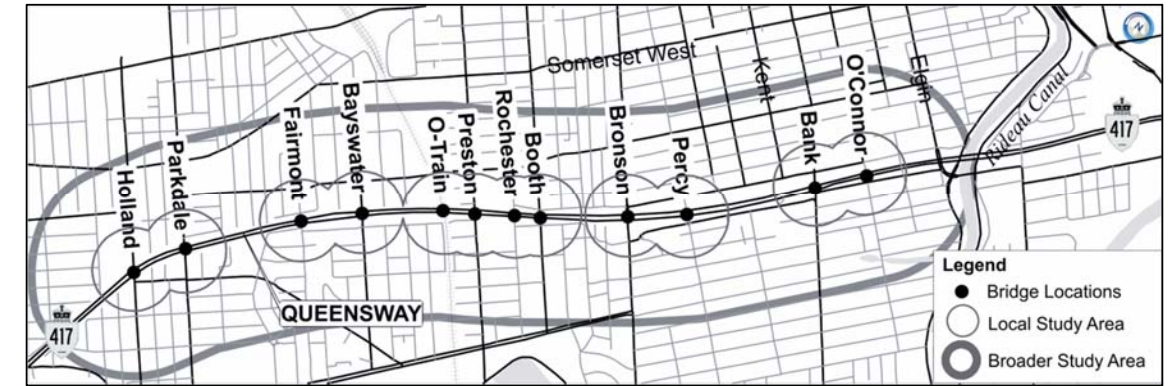 Somerset West
Kent
Elgin
Rideau Canal
417
Holland
Parkdale
Fairmont
Bayswater
O-Train
Preston
Rochester
Booth
Bronson
Percy
Bank
O'Connor
417
QUEENSWAY
Legend
Bridge Locations
Local Study Area
Broader Study Area
N